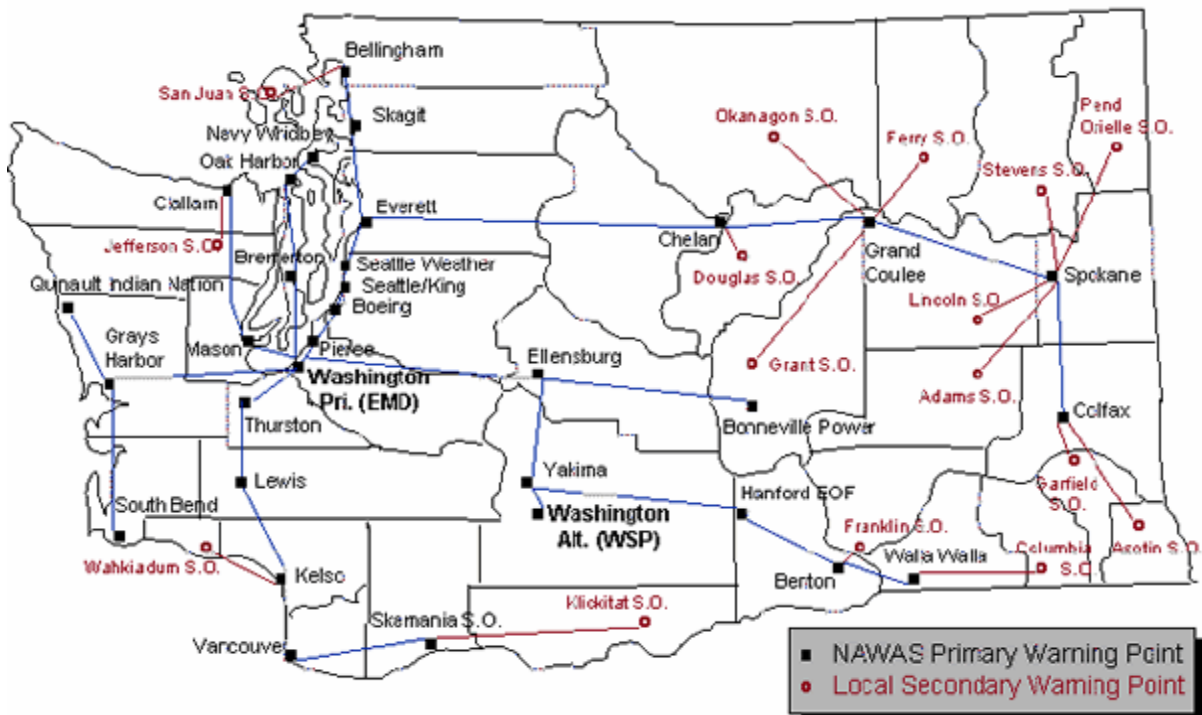 Bellingham
San Juan S.O.
Skagit
Navy Whidbey
Oak Harbor
Clallam
Jefferson S.O.
Everett
Bremerton
Seattle Weather
Seattle/King
Boeing
Quinault Indian Nation
Grays
Harbor
Mason
Pierce
Washington
Pri. (EMD)
Thurston
Lewis
South Bend
Wahkiadum S.O.
Kelso
Vancouver
Skamania S.O.
Klickitat S.O.
Ellensburg
Yakima
Washington
Alt. (WSP)
Okanagon S.O.
Ferry S.O.
Pend
Orielle S.O.
Stevens S.O.
Chelan
Douglas S.O.
Grand
Coulee
Spokane
Lincoln S.O.
Grant S.O.
Adams S.O.
Bonneville Power
Colfax
Garfield
S.O.
Hanford EOF
Franklin S.O.
Benton
Walla Walla
Columbia
S.O
Asotin S.O.
NAWAS Primary Warning Point
Local Secondary Warning Point